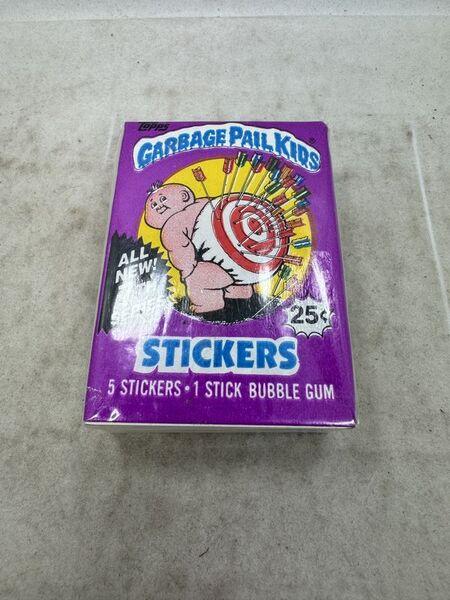 topps
GARBAGE PAIL KIDS®
ALL
NEW!
25¢
STICKERS
5 STICKERS • 1 STICK BUBBLE GUM